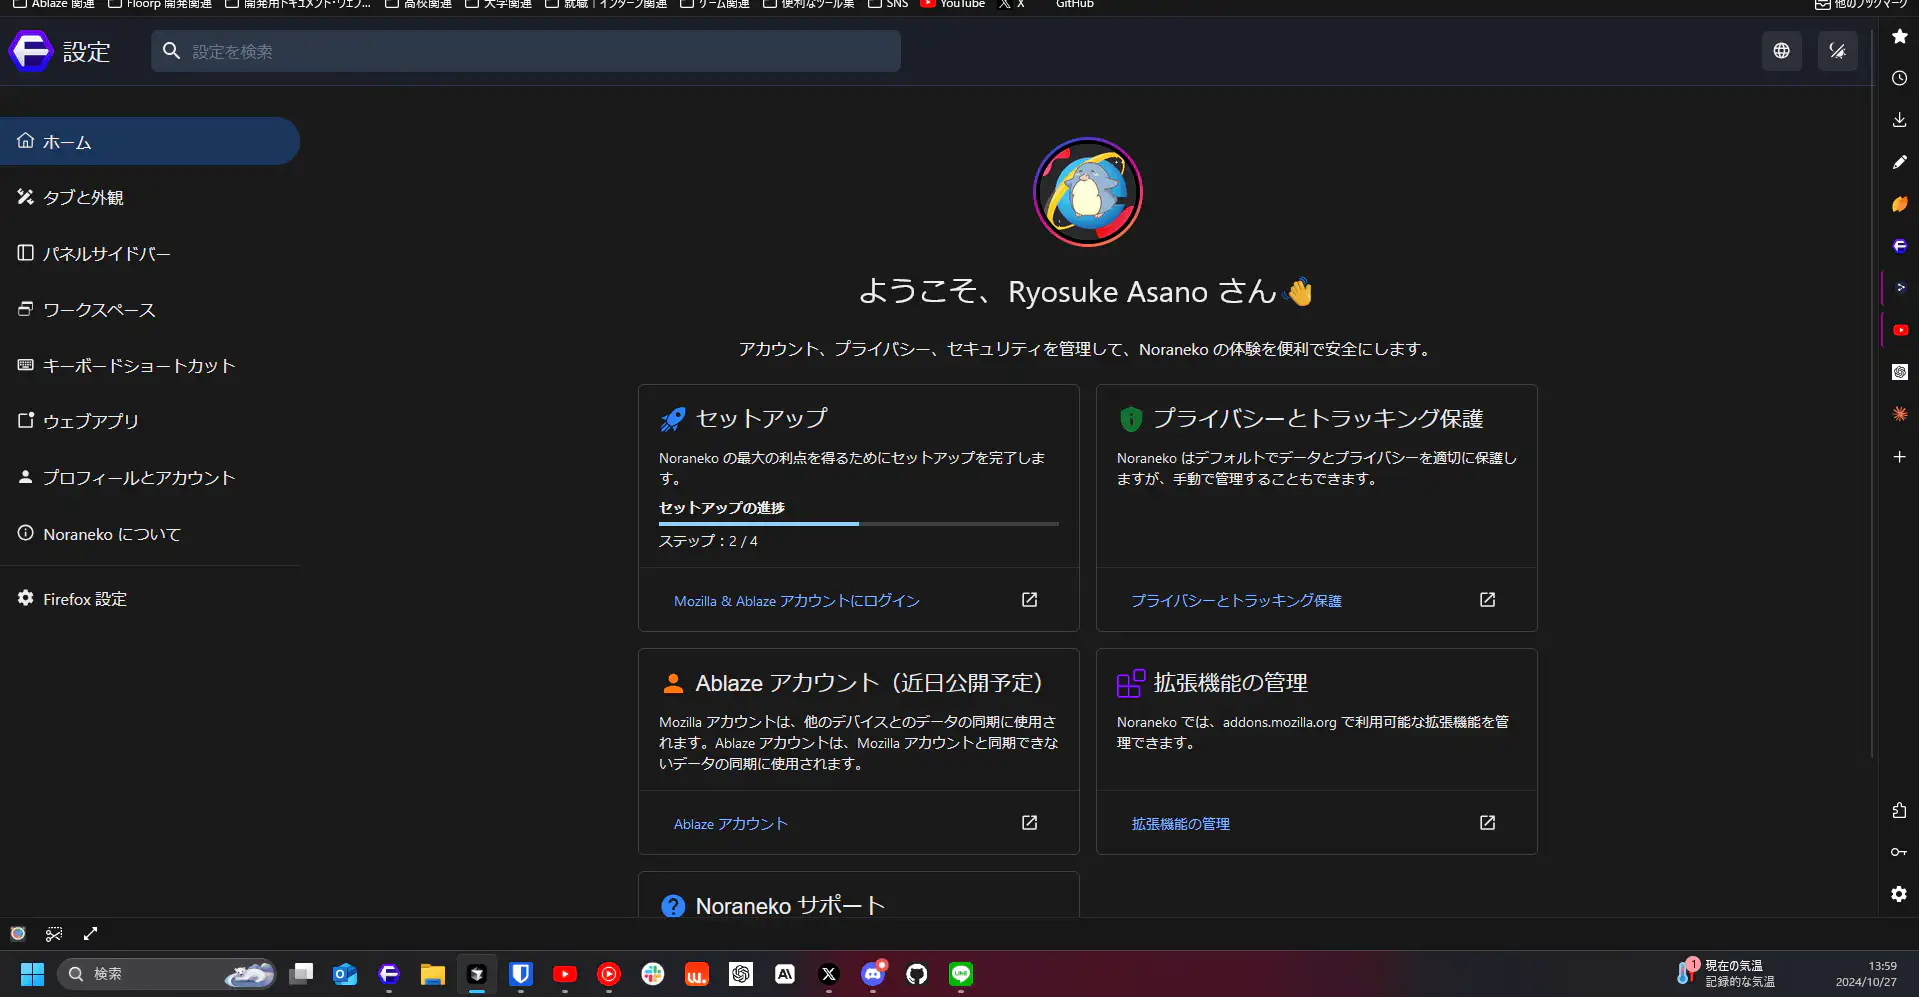 Ablaze 関連
Floorp 開発関連
開発用ドキュメント・ウェブ...
高校関連
大学関連
就職 | インターン関連
ゲーム関連
便利なツール集
SNS
YouTube
X
GitHub
他のブックマーク
設定
設定を検索
ホーム
タブと外観
パネルサイドバー
ワークスペース
キーボードショートカット
ウェブアプリ
プロフィールとアカウント
Noraneko について
Firefox 設定
ようこそ、Ryosuke Asano さん👋
アカウント、プライバシー、セキュリティを管理して、Noraneko の体験を便利で安全にします。
セットアップ
Noraneko の最大の利点を得るためにセットアップを完了しま
す。
セットアップの進捗
ステップ：2 / 4
Mozilla & Ablaze アカウントにログイン
プライバシーとトラッキング保護
Noraneko はデフォルトでデータとプライバシーを適切に保護し
ますが、手動で管理することもできます。
プライバシーとトラッキング保護
Ablaze アカウント（近日公開予定）
Mozilla アカウントは、他のデバイスとのデータの同期に使用さ
れます。Ablaze アカウントは、Mozilla アカウントと同期できな
いデータの同期に使用されます。
Ablaze アカウント
拡張機能の管理
Noraneko では、addons.mozilla.org で利用可能な拡張機能を管
理できます。
拡張機能の管理
Noraneko サポート
検索
1
現在の気温
記録的な気温
13:59
2024/10/27